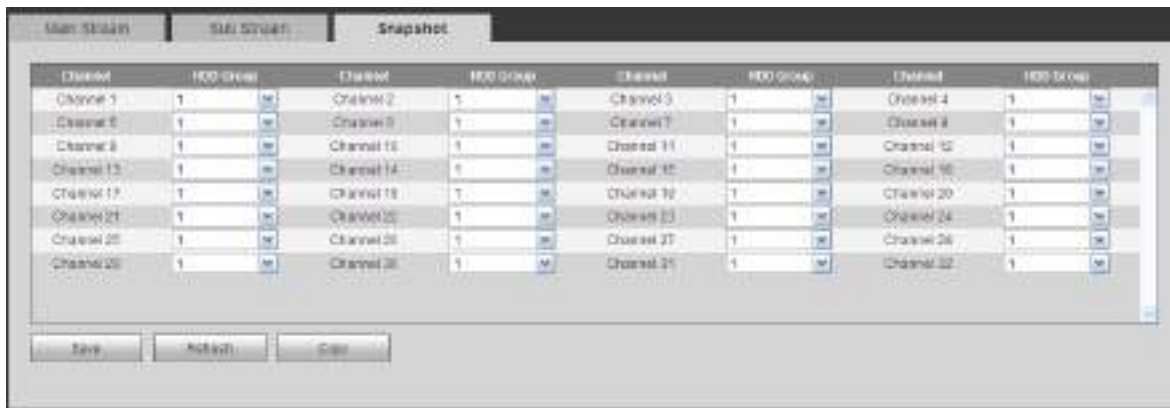 Main Stream Sub Stream Snapshot
Channel HDD Group Channel HDD Group Channel HDD Group Channel HDD Group
Channel 1 1 Channel 2 1 Channel 3 1 Channel 4 1
Channel 5 1 Channel 6 1 Channel 7 1 Channel 8 1
Channel 9 1 Channel 10 1 Channel 11 1 Channel 12 1
Channel 13 1 Channel 14 1 Channel 15 1 Channel 16 1
Channel 17 1 Channel 18 1 Channel 19 1 Channel 20 1
Channel 21 1 Channel 22 1 Channel 23 1 Channel 24 1
Channel 25 1 Channel 26 1 Channel 27 1 Channel 28 1
Channel 29 1 Channel 30 1 Channel 31 1 Channel 32 1
Save Refresh Copy